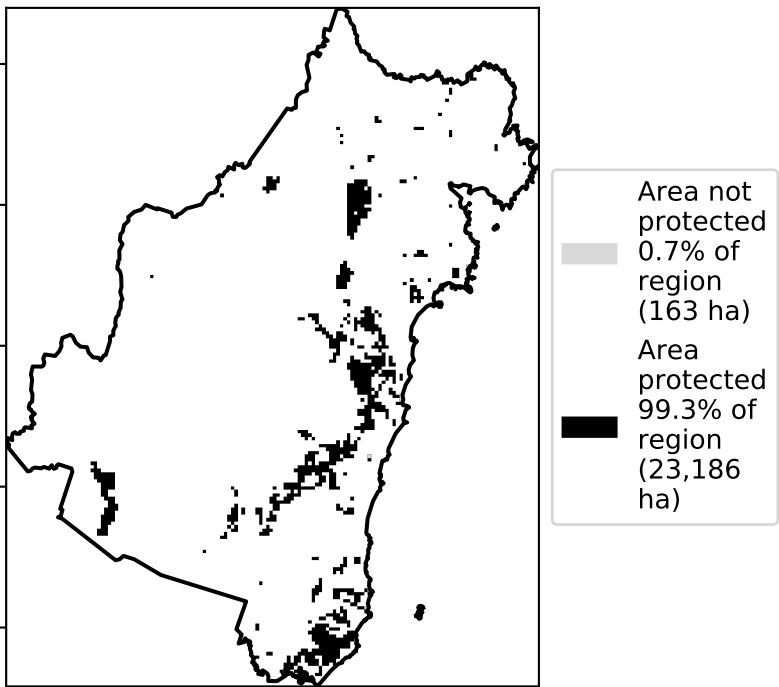 Area not
protected
0.7% of
region
(163 ha)
Area
protected
99.3% of
region
(23,186
ha)